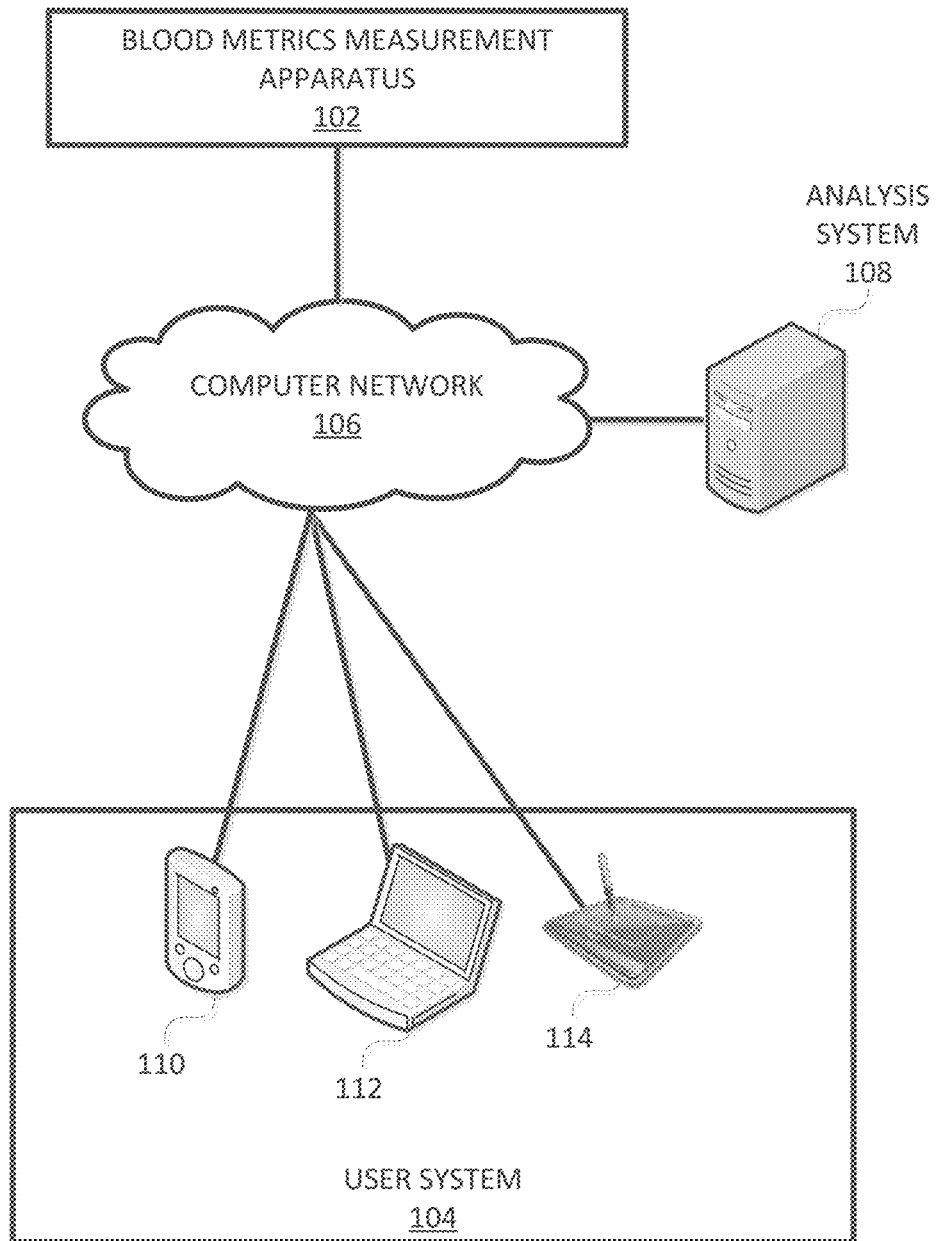 BLOOD METRICS MEASUREMENT
APPARATUS
102
ANALYSIS
SYSTEM
108
COMPUTER NETWORK
106
110
112
114
USER SYSTEM
104